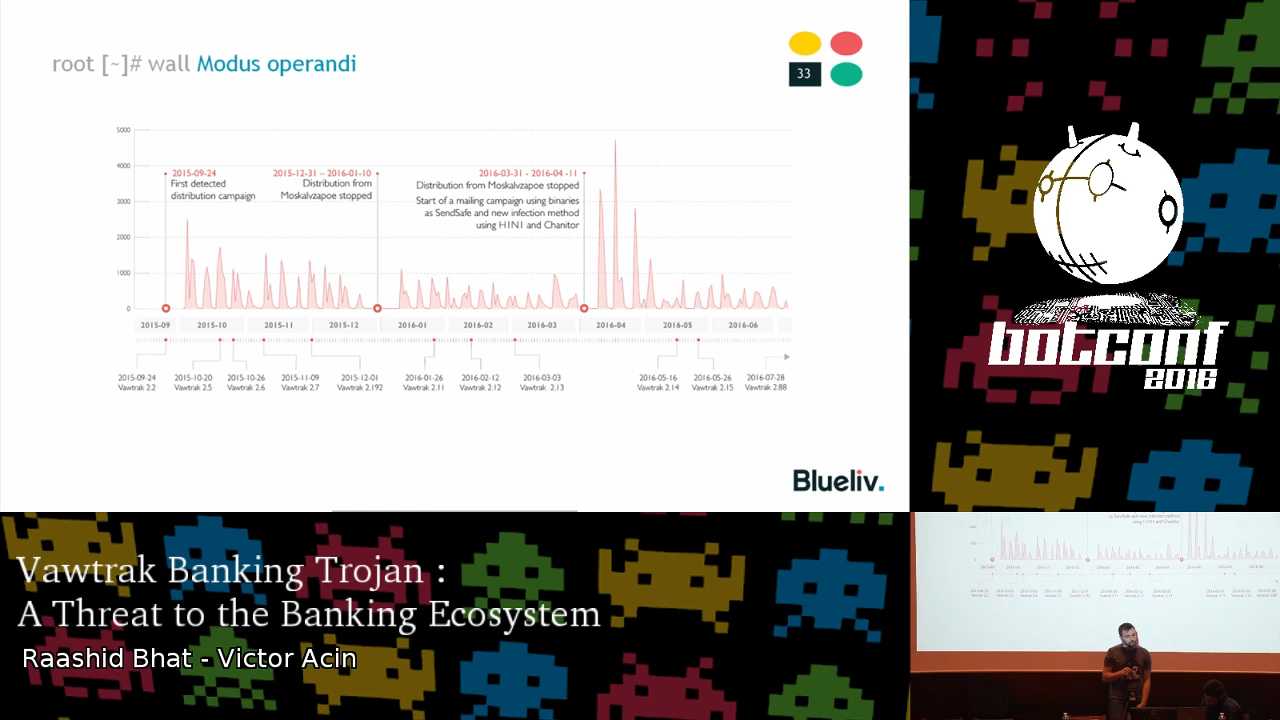 root [~]# wall Modus operandi
33
5000
4000
3000
2000
1000
0
2015-09-24
First detected
distribution campaign
2015-12-31 – 2016-01-10
Distribution from
Moskalvzapoe stopped
2016-03-31 - 2016-04 -11
Distribution from Moskalvzapoe stopped
Start of a mailing campaign using binaries
as SendSafe and new infection method
using H1N1 and Chanitor
2015-09 2015-10 2015-11 2015-12 2016-01 2016-02 2016-03 2016-04 2016-05 2016-06
2015-09-24 2015-10-20 2015-10-26 2015-11-09 2015-12-01 2016-01-26 2016-02-12 2016-03-03 2016-05-16 2016-05-26 2016-07-28
Vawtrak 2.2 Vawtrak 2.5 Vawtrak 2.6 Vawtrak 2.7 Vawtrak 2.192 Vawtrak 2.11 Vawtrak 2.12 Vawtrak 2.13 Vawtrak 2.14 Vawtrak 2.15 Vawtrak 2.88
Blueliv.
botconf
2016
Vawtrak Banking Trojan :
A Threat to the Banking Ecosystem
Raashid Bhat - Victor Acin